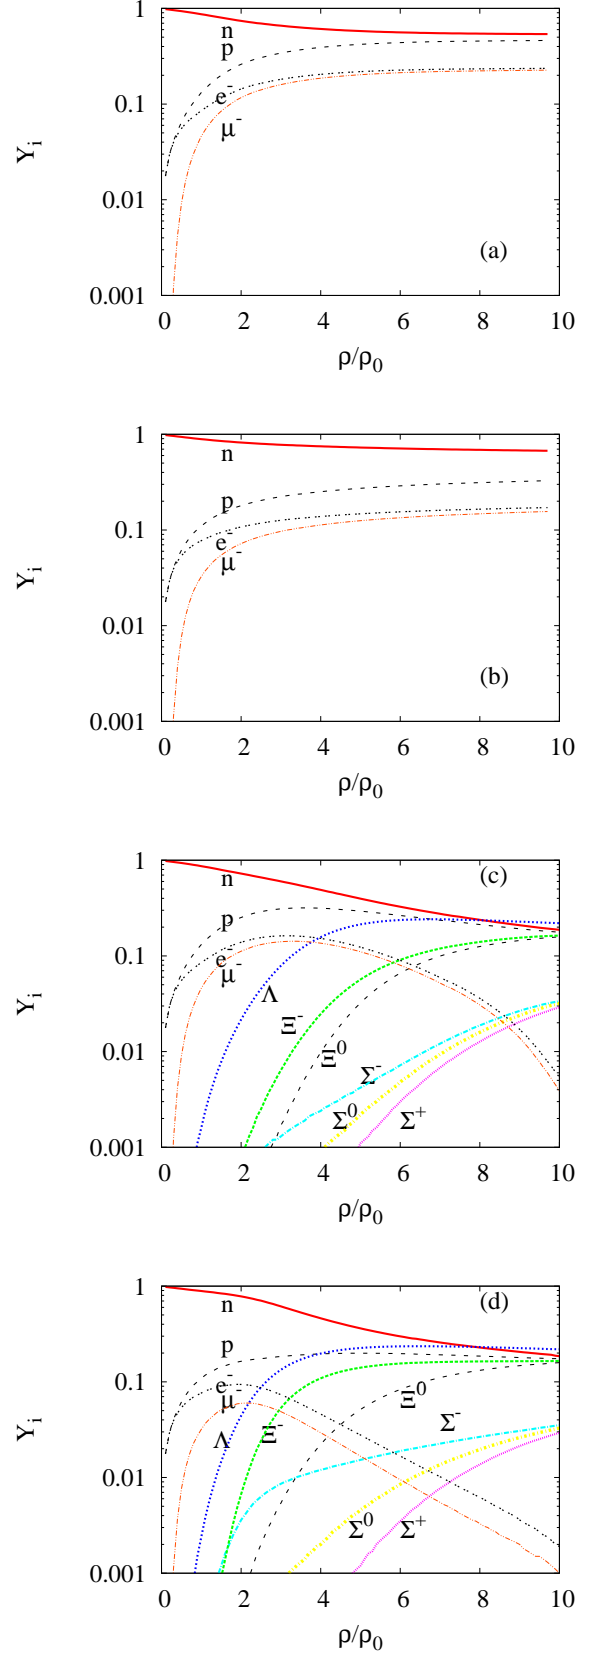 1
n
p
0.1
e⁻
μ⁻
Y_i
0.01
(a)
0.001
0 2 4 6 8 10
ρ/ρ₀
1
n
p
0.1
e⁻
μ⁻
Y_i
0.01
(b)
0.001
0 2 4 6 8 10
ρ/ρ₀
1
n
(c)
p
0.1
e⁻
μ⁻
Λ
Y_i
Ξ⁻
0.01
Ξ⁰
Σ⁻
Σ⁰ Σ⁺
0.001
0 2 4 6 8 10
ρ/ρ₀
1
n
(d)
p
0.1
e⁻
μ⁻
Ξ⁰
Λ Ξ⁻ Σ⁻
Y_i
0.01
Σ⁰ Σ⁺
0.001
0 2 4 6 8 10
ρ/ρ₀